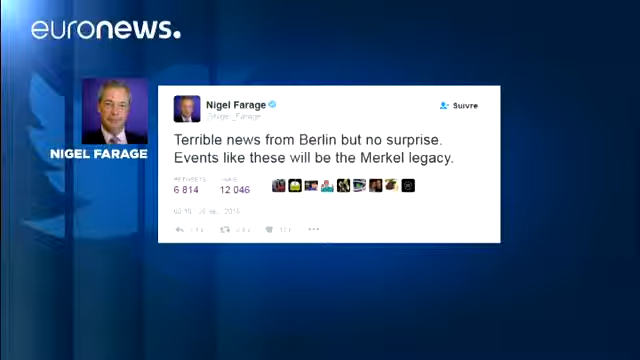 euronews.
NIGEL FARAGE
Nigel Farage
Suivre
Terrible news from Berlin but no surprise.
Events like these will be the Merkel legacy.
6 814
12 046